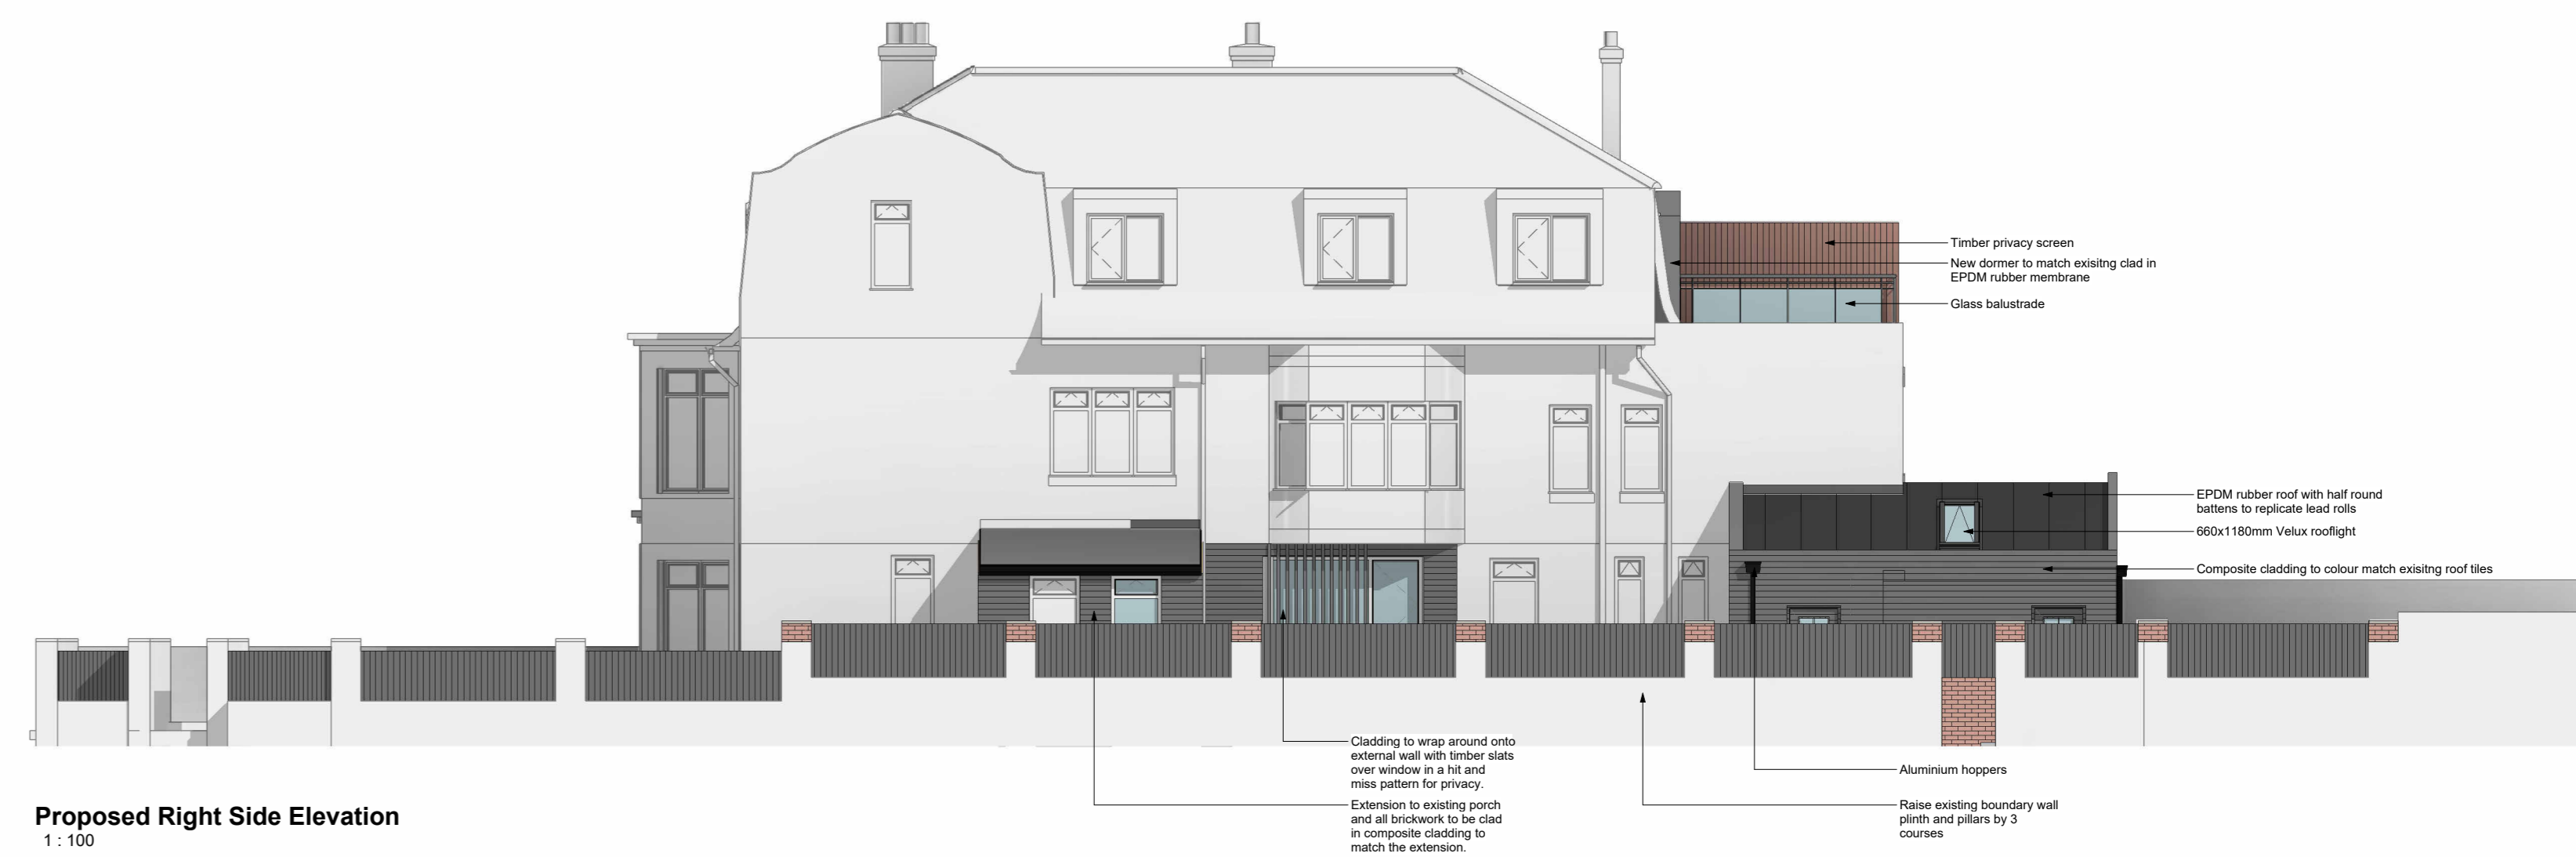 Timber privacy screen
New dormer to match exisitng clad in
EPDM rubber membrane
Glass balustrade
EPDM rubber roof with half round
battens to replicate lead rolls
660x1180mm Velux rooflight
Composite cladding to colour match exisitng roof tiles
Cladding to wrap around onto
external wall with timber slats
over window in a hit and
miss pattern for privacy.
Extension to existing porch
and all brickwork to be clad
in composite cladding to
match the extension.
Aluminium hoppers
Raise existing boundary wall
plinth and pillars by 3
courses
Proposed Right Side Elevation
1 : 100